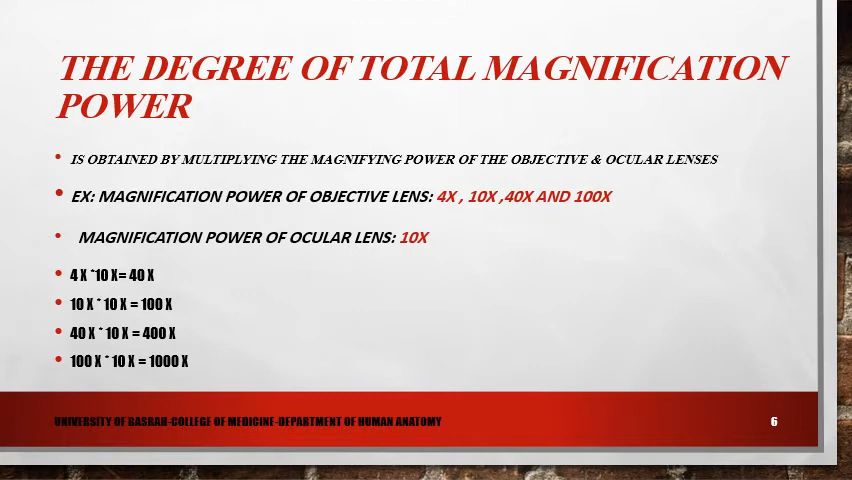 THE DEGREE OF TOTAL MAGNIFICATION
POWER
• IS OBTAINED BY MULTIPLYING THE MAGNIFYING POWER OF THE OBJECTIVE & OCULAR LENSES
• EX: MAGNIFICATION POWER OF OBJECTIVE LENS: 4X , 10X ,40X AND 100X
• MAGNIFICATION POWER OF OCULAR LENS: 10X
• 4 X *10 X= 40 X
• 10 X * 10 X = 100 X
• 40 X * 10 X = 400 X
• 100 X * 10 X = 1000 X
UNIVERSITY OF BASRAH-COLLEGE OF MEDICINE-DEPARTMENT OF HUMAN ANATOMY
6